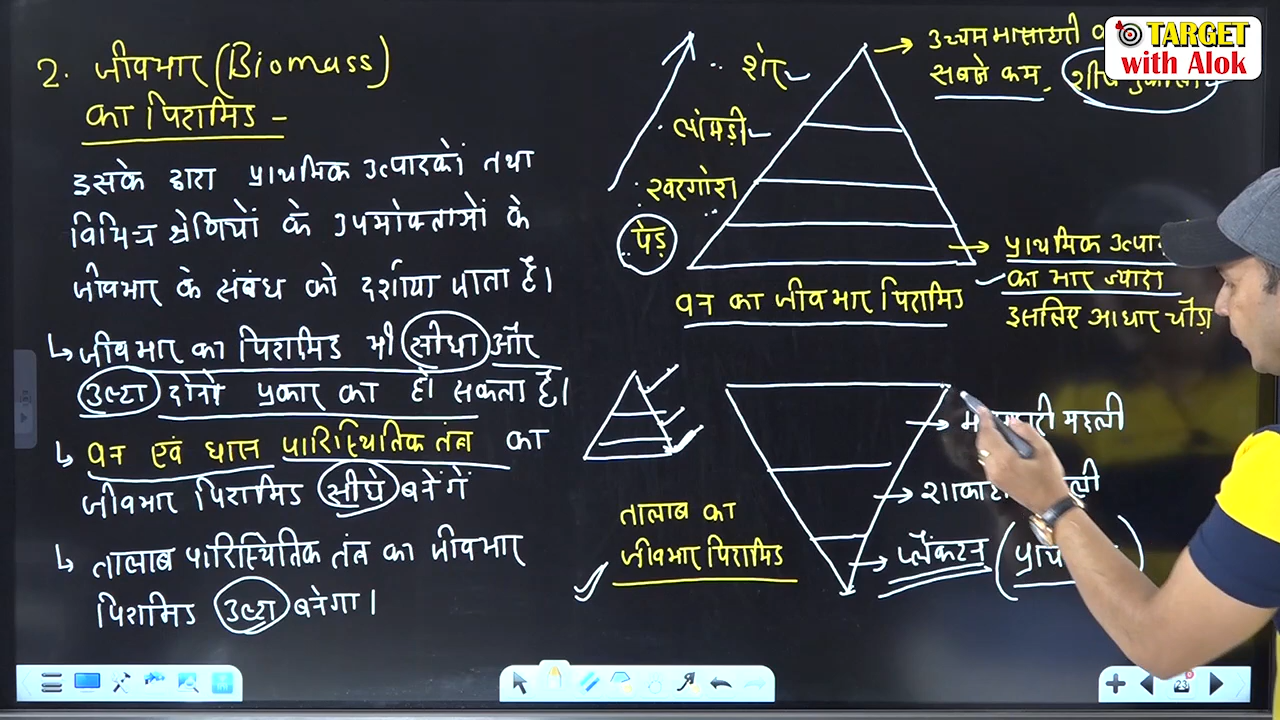 2. जीवभार (Biomass)
का पिरामिड -
इसके द्वारा प्राथमिक उत्पादकों तथा
विभिन्न श्रेणियों के उपभोक्ताओं के
जीवभार के संबंध को दर्शाया जाता है।
↳ जीवभार का पिरामिड भी सीधा और
उल्टा दोनों प्रकार का हो सकता है।
↳ वन एवं घास पारिस्थितिक तंत्र का
जीवभार पिरामिड सीधे बनेंगें
↳ तालाब पारिस्थितिक तंत्र का जीवभार
पिरामिड उल्टा बनेगा।
शेर
लोमड़ी
खरगोश
पेड़
→ उच्चम मासाहारी
सबसे कम,
→ प्राथमिक
का भार ज्यादा
इसलिए आधार चौड़ा
वन का जीवभार पिरामिड
→ मछली
→
→ प्लैंकटन
तालाब का
जीवभार पिरामिड
TARGET
with Alok
23